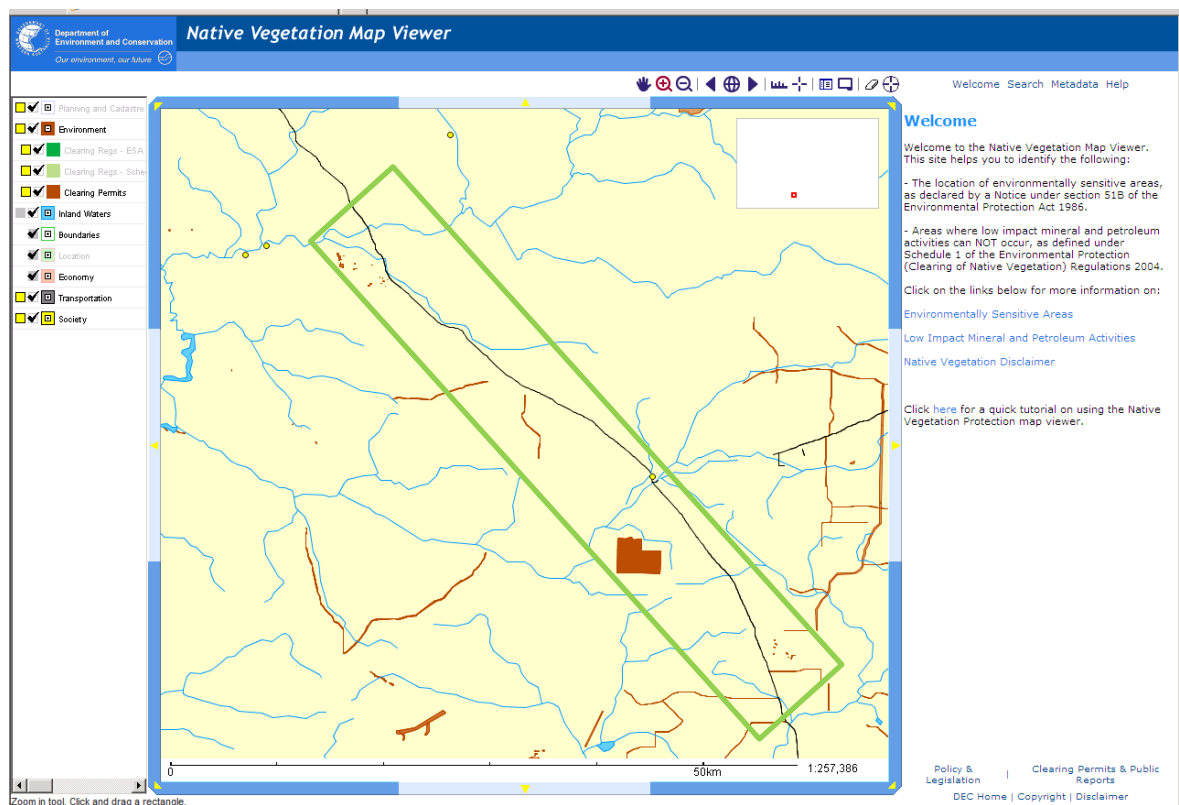 Department of
Environment and Conservation
Our environment, our future
Native Vegetation Map Viewer
Welcome Search Metadata Help
Planning and Cadastre
Environment
Clearing Regs - ESA
Clearing Regs - Sche
Clearing Permits
Inland Waters
Boundaries
Location
Economy
Transportation
Society
0
50km
1:257,386
Welcome
Welcome to the Native Vegetation Map Viewer.
This site helps you to identify the following:
- The location of environmentally sensitive areas,
as declared by a Notice under section 51B of the
Environmental Protection Act 1986.
- Areas where low impact mineral and petroleum
activities can NOT occur, as defined under
Schedule 1 of the Environmental Protection
(Clearing of Native Vegetation) Regulations 2004.
Click on the links below for more information on:
Environmentally Sensitive Areas
Low Impact Mineral and Petroleum Activities
Native Vegetation Disclaimer
Click here for a quick tutorial on using the Native
Vegetation Protection map viewer.
Policy &
Legislation
|
Clearing Permits & Public
Reports
DEC Home | Copyright | Disclaimer
Zoom in tool. Click and drag a rectangle.